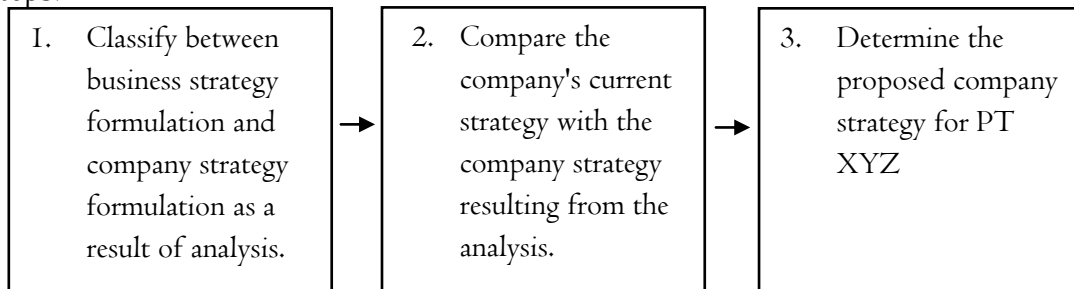 1. Classify between
business strategy
formulation and
company strategy
formulation as a
result of analysis.
2. Compare the
company's current
strategy with the
company strategy
resulting from the
analysis.
3. Determine the
proposed company
strategy for PT
XYZ